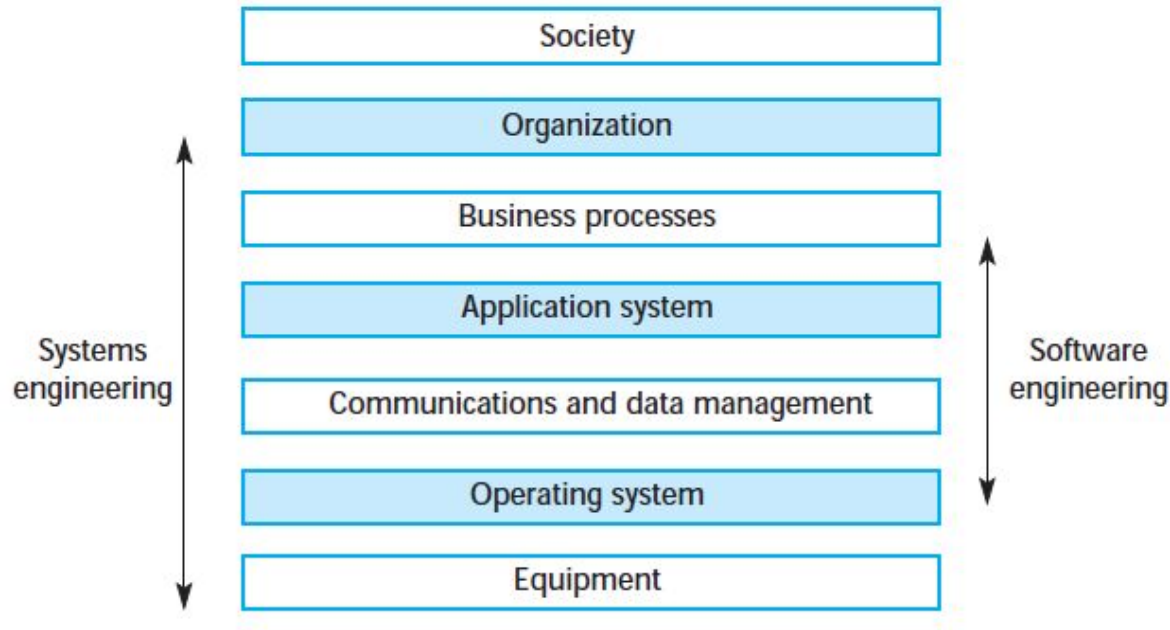 Society
Organization
Business processes
Application system
Systems
engineering
Software
engineering
Communications and data management
Operating system
Equipment